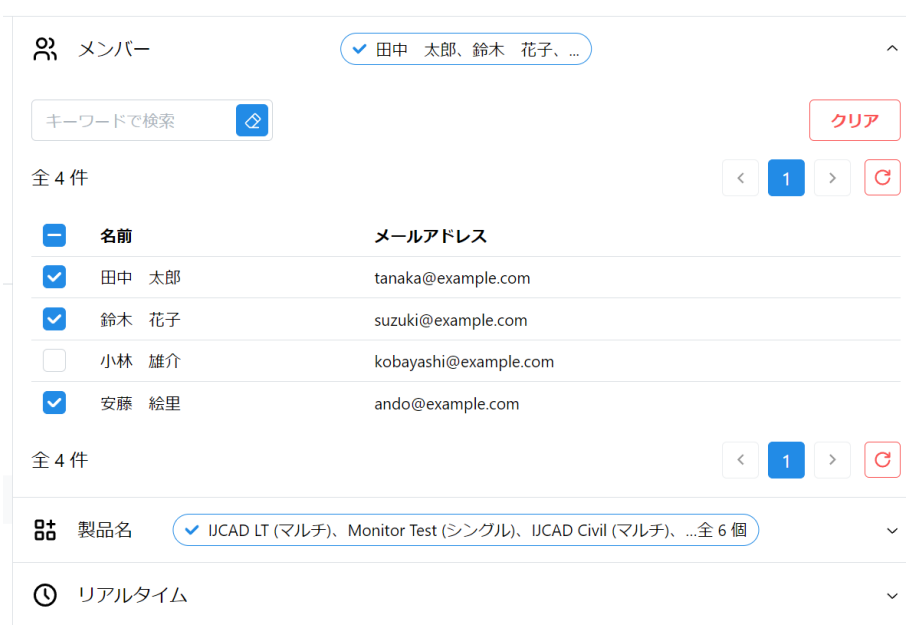 メンバー 田中　太郎、鈴木　花子、...
キーワードで検索 クリア
全 4 件 1
名前 メールアドレス
田中　太郎 tanaka@example.com
鈴木　花子 suzuki@example.com
小林　雄介 kobayashi@example.com
安藤　絵里 ando@example.com
全 4 件 1
製品名 IJCAD LT (マルチ)、Monitor Test (シングル)、IJCAD Civil (マルチ)、...全 6 個
リアルタイム